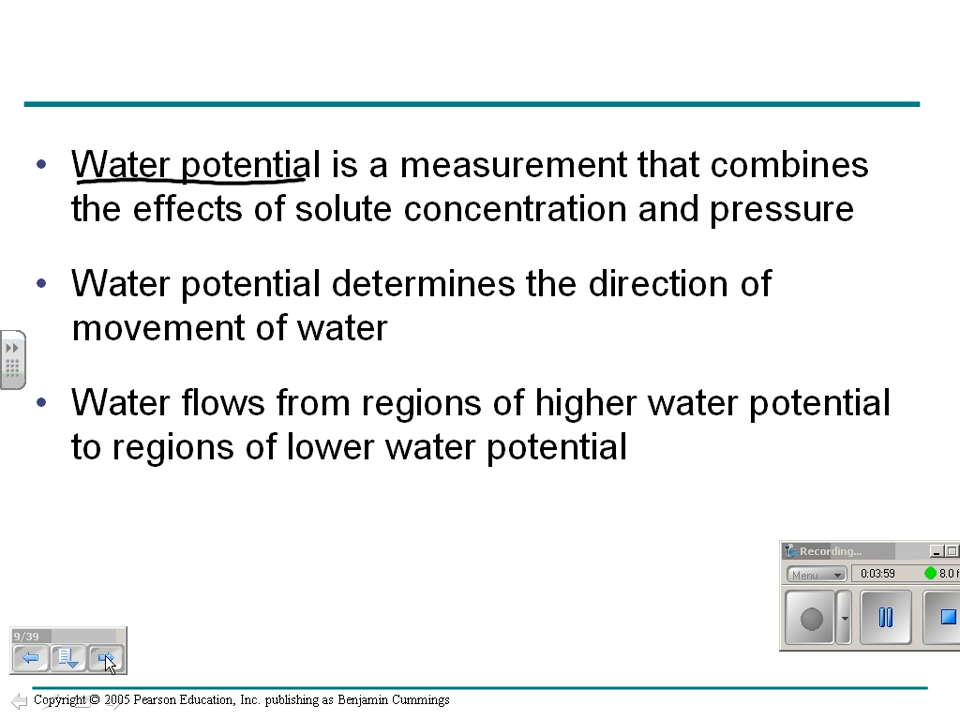 • Water potential is a measurement that combines
the effects of solute concentration and pressure
• Water potential determines the direction of
movement of water
• Water flows from regions of higher water potential
to regions of lower water potential
Recording...
Menu 0:03:59 8.0 f
9/39
Copyright © 2005 Pearson Education, Inc. publishing as Benjamin Cummings